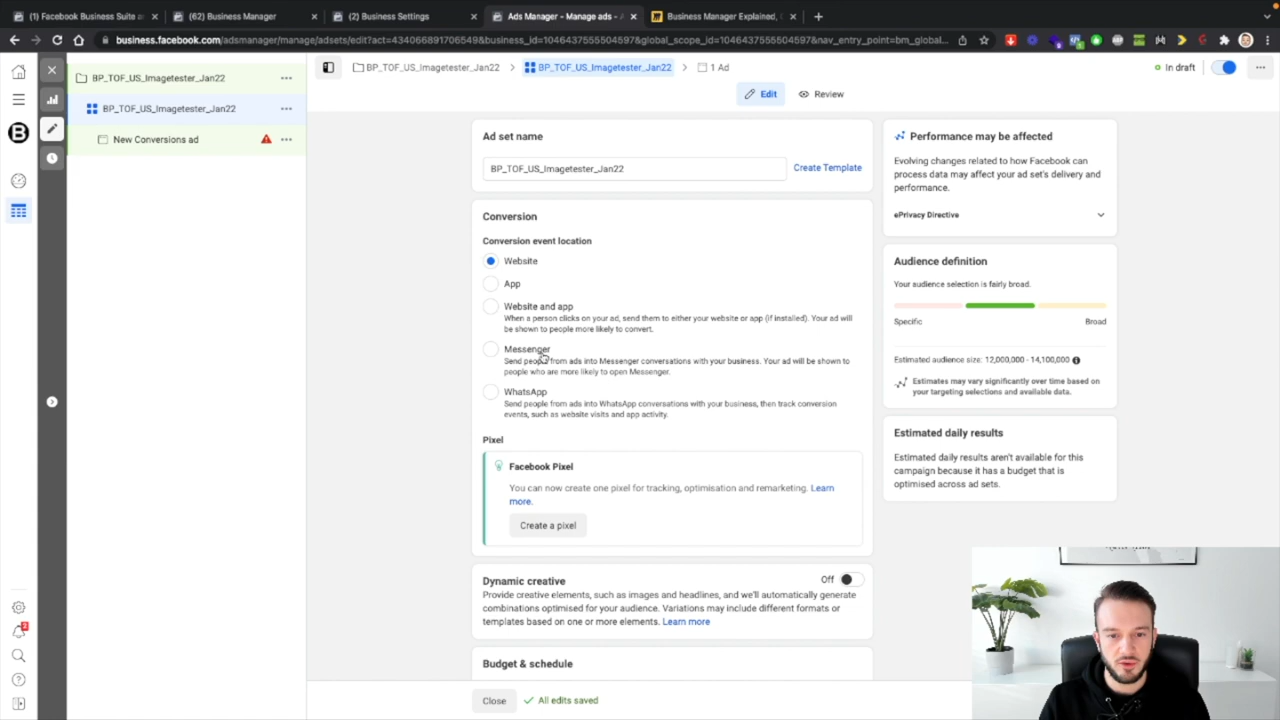 (1) Facebook Business Suite a
(62) Business Manager
(2) Business Settings
Ads Manager - Manage ads - A
Business Manager Explained, C
business.facebook.com/adsmanager/manage/adsets/edit?act=434066891706549&business_id=10464375555504597&global_scope_id=10464375555504597&nav_entry_point=bm_global...
BP_TOF_US_Imagetester_Jan22
BP_TOF_US_Imagetester_Jan22
New Conversions ad
BP_TOF_US_Imagetester_Jan22
BP_TOF_US_Imagetester_Jan22
1 Ad
In draft
Edit
Review
Ad set name
BP_TOF_US_Imagetester_Jan22
Create Template
Conversion
Conversion event location
Website
App
Website and app
When a person clicks on your ad, send them to either your website or app (if installed). Your ad will
be shown to people more likely to convert.
Messenger
Send people from ads into Messenger conversations with your business. Your ad will be shown to
people who are more likely to open Messenger.
WhatsApp
Send people from ads into WhatsApp conversations with your business, then track conversion
events, such as website visits and app activity.
Pixel
Facebook Pixel
You can now create one pixel for tracking, optimisation and remarketing. Learn
more.
Create a pixel
Dynamic creative
Off
Provide creative elements, such as images and headlines, and we'll automatically generate
combinations optimised for your audience. Variations may include different formats or
templates based on one or more elements. Learn more
Budget & schedule
Close
All edits saved
Performance may be affected
Evolving changes related to how Facebook can
process data may affect your ad set's delivery and
performance.
ePrivacy Directive
Audience definition
Your audience selection is fairly broad.
Specific
Broad
Estimated audience size: 12,000,000 - 14,100,000
Estimates may vary significantly over time based on
your targeting selections and available data.
Estimated daily results
Estimated daily results aren't available for this
campaign because it has a budget that is
optimised across ad sets.